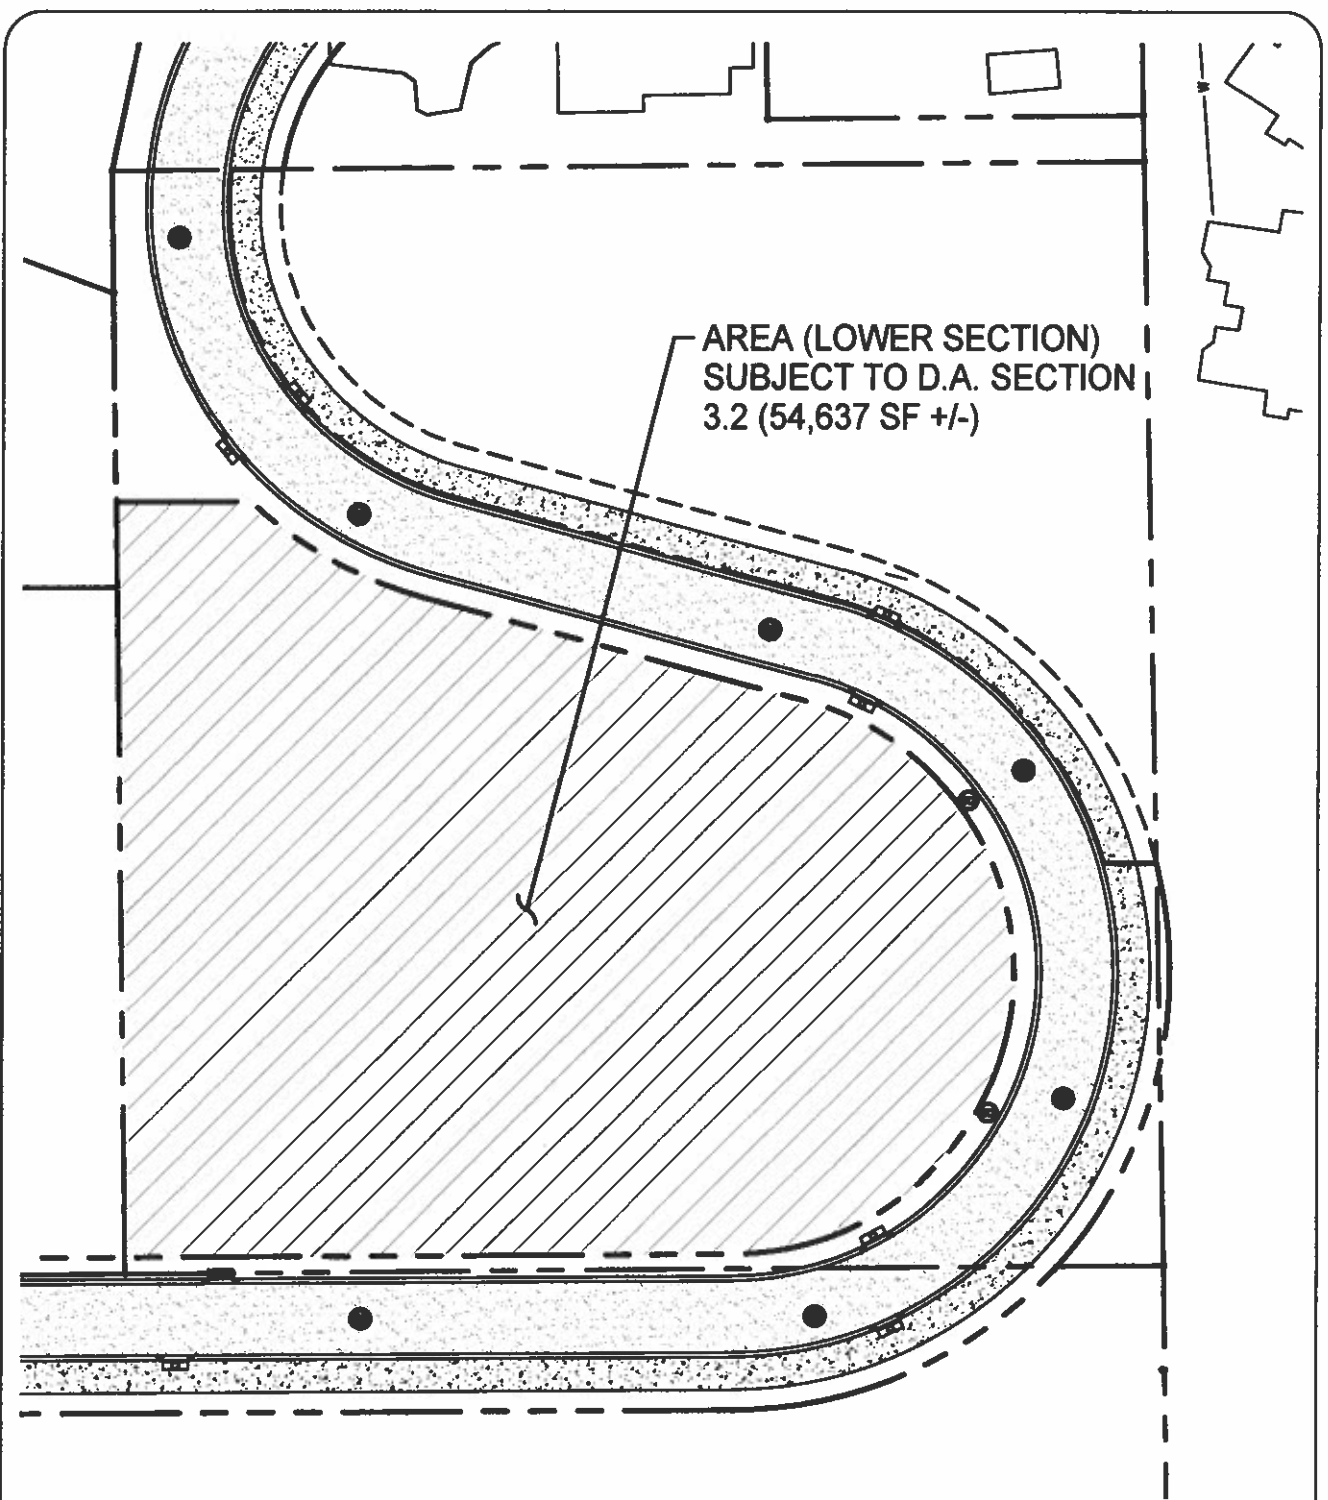 W
AREA (LOWER SECTION)
SUBJECT TO D.A. SECTION
3.2 (54,637 SF +/-)